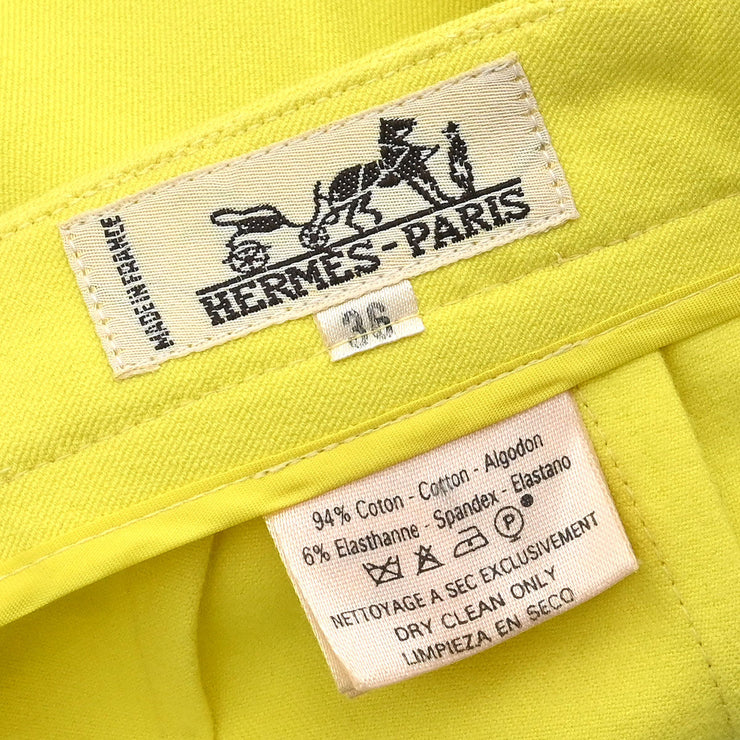 MADE IN FRANCE
HERMÈS-PARIS
36
94% Coton - Cotton - Algodon
6% Elasthanne - Spandex - Elastano
P
NETTOYAGE A SEC EXCLUSIVEMENT
DRY CLEAN ONLY
LIMPIEZA EN SECO